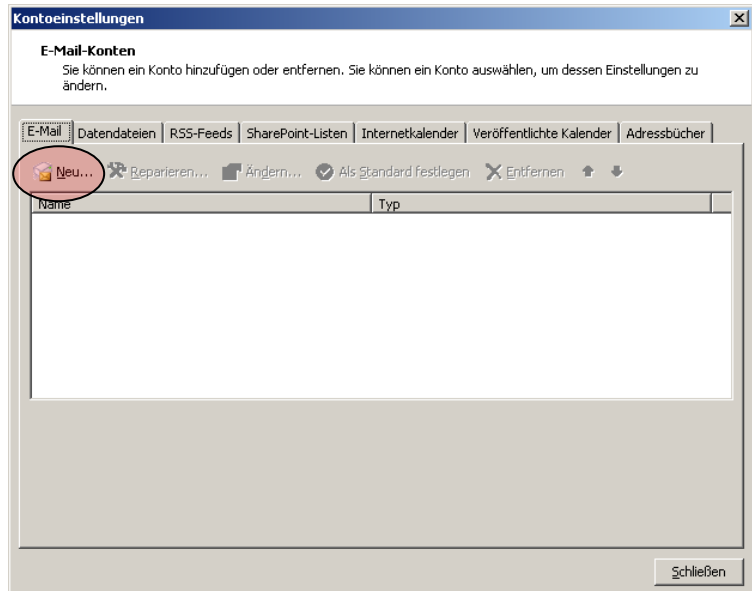 Kontoeinstellungen
E-Mail-Konten
Sie können ein Konto hinzufügen oder entfernen. Sie können ein Konto auswählen, um dessen Einstellungen zu
ändern.
E-Mail Datendateien RSS-Feeds SharePoint-Listen Internetkalender Veröffentlichte Kalender Adressbücher
Neu... Reparieren... Ändern... Als Standard festlegen Entfernen
Name Typ
Schließen